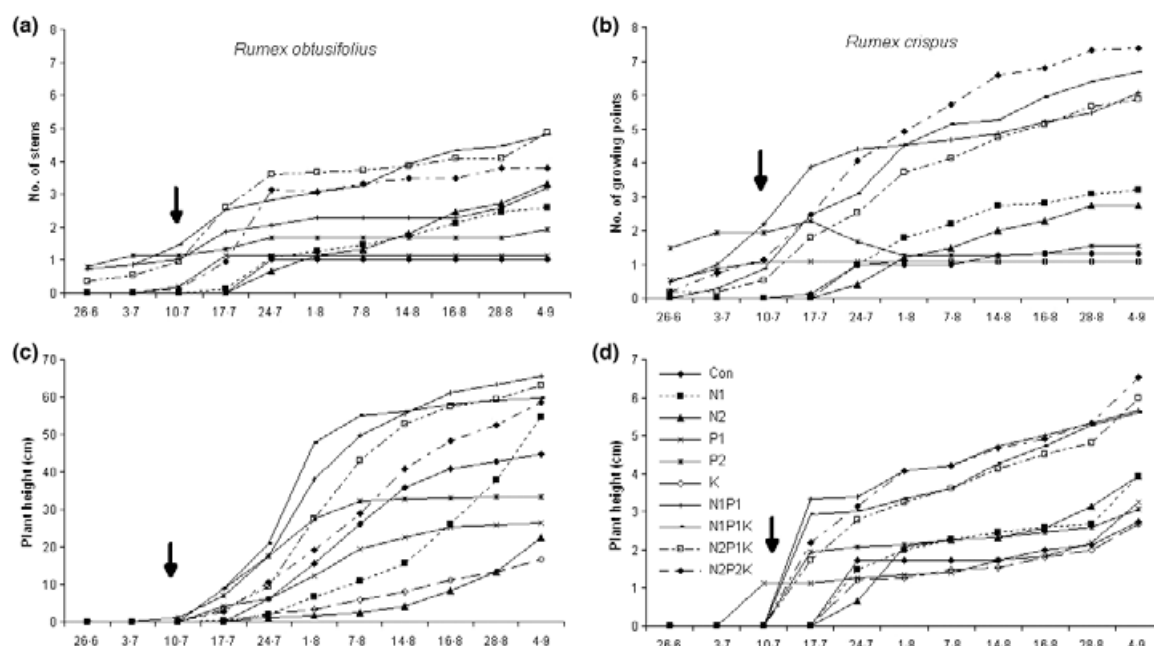 (a)
Rumex obtusifolius
No. of stems
8
7
6
5
4
3
2
1
0
26·6 3·7 10·7 17·7 24·7 1·8 7·8 14·8 16·8 28·8 4·9
(b)
Rumex crispus
No. of growing points
8
7
6
5
4
3
2
1
0
26·6 3·7 10·7 17·7 24·7 1·8 7·8 14·8 16·8 28·8 4·9
(c)
Plant height (cm)
70
60
50
40
30
20
10
0
26·6 3·7 10·7 17·7 24·7 1·8 7·8 14·8 16·8 28·8 4·9
(d)
Plant height (cm)
7
6
5
4
3
2
1
0
Con
N1
N2
P1
P2
K
N1P1
N1P1K
N2P1K
N2P2K
26·6 3·7 10·7 17·7 24·7 1·8 7·8 14·8 16·8 28·8 4·9